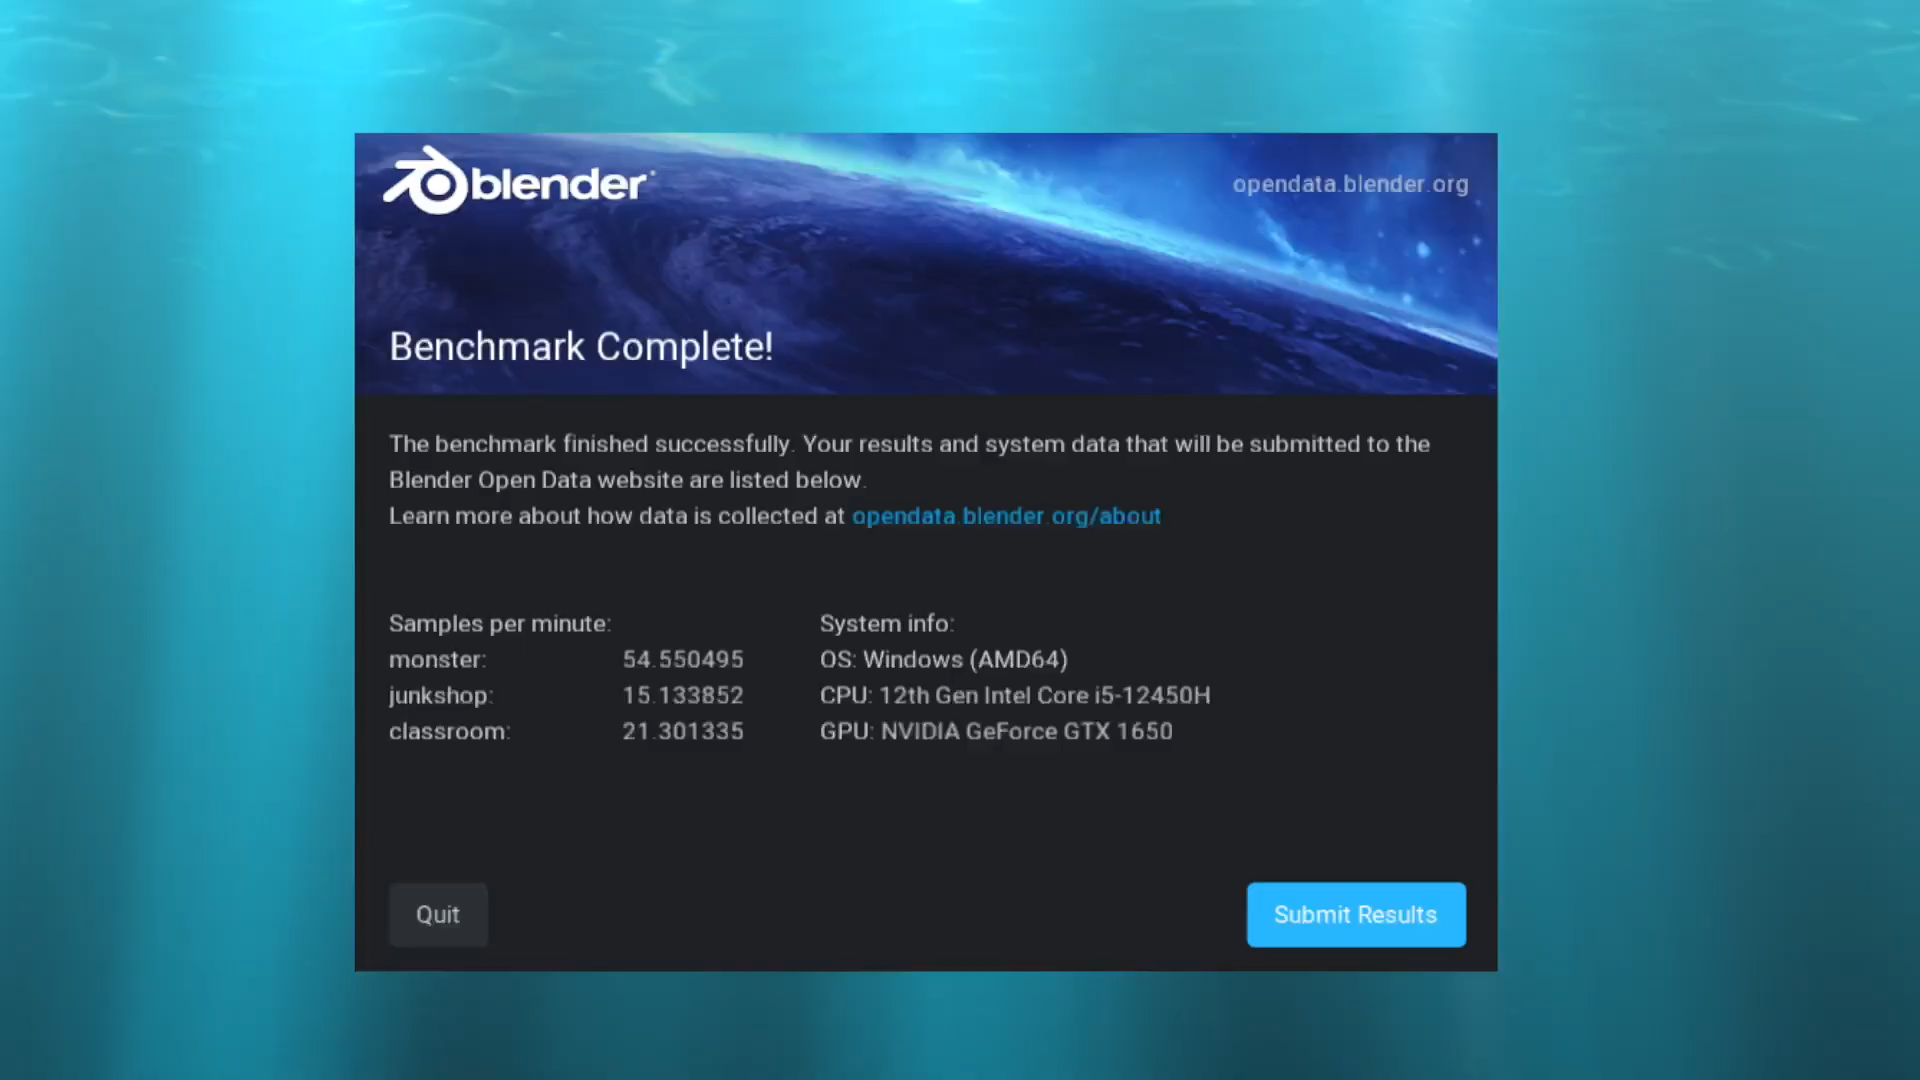 blender
opendata.blender.org
Benchmark Complete!
The benchmark finished successfully. Your results and system data that will be submitted to the
Blender Open Data website are listed below.
Learn more about how data is collected at opendata.blender.org/about
Samples per minute:
monster: 54.550495
junkshop: 15.133852
classroom: 21.301335
System info:
OS: Windows (AMD64)
CPU: 12th Gen Intel Core i5-12450H
GPU: NVIDIA GeForce GTX 1650
Quit
Submit Results